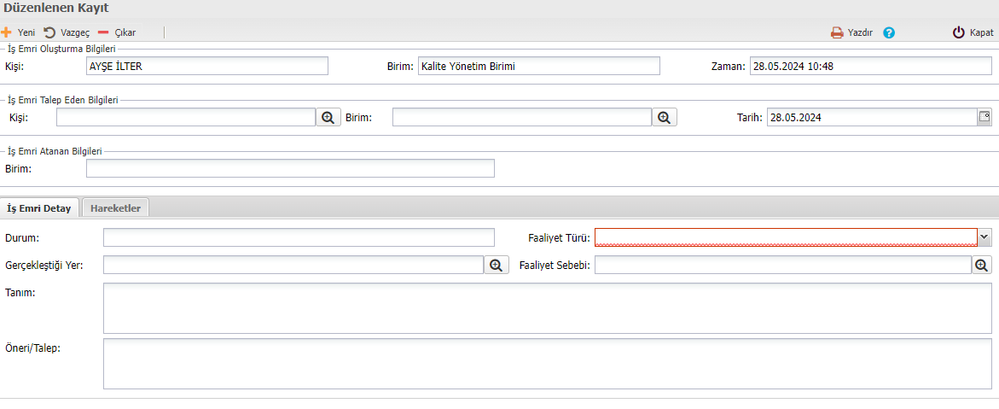 Düzenlenen Kayıt
Yeni Vazgeç Çıkar Yazdır ? Kapat
İş Emri Oluşturma Bilgileri
Kişi: AYŞE İLTER Birim: Kalite Yönetim Birimi Zaman: 28.05.2024 10:48
İş Emri Talep Eden Bilgileri
Kişi: Birim: Tarih: 28.05.2024
İş Emri Atanan Bilgileri
Birim:
İş Emri Detay Hareketler
Durum: Faaliyet Türü:
Gerçekleştiği Yer: Faaliyet Sebebi:
Tanım:
Öneri/Talep: